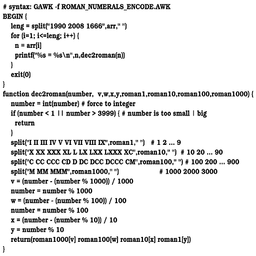 # syntax: GAWK -f ROMAN_NUMERALS_ENCODE.AWK
BEGIN {
leng = split("1990 2008 1666",arr," ")
for (i=1; i<=leng; i++) {
n = arr[i]
printf("%s = %s\n",n,dec2roman(n))
}
exit(0)
}
function dec2roman(number, v,w,x,y,roman1,roman10,roman100,roman1000) {
number = int(number) # force to integer
if (number < 1 || number > 3999) { # number is too small | big
return
}
split("I II III IV V VI VII VIII IX",roman1," ") # 1 2 ... 9
split("X XX XXX XL L LX LXX LXXX XC",roman10," ") # 10 20 ... 90
split("C CC CCC CD D DC DCC DCCC CM",roman100," ") # 100 200 ... 900
split("M MM MMM",roman1000," ") # 1000 2000 3000
v = (number - (number % 1000)) / 1000
number = number % 1000
w = (number - (number % 100)) / 100
number = number % 100
x = (number - (number % 10)) / 10
y = number % 10
return(roman1000[v] roman100[w] roman10[x] roman1[y])
}